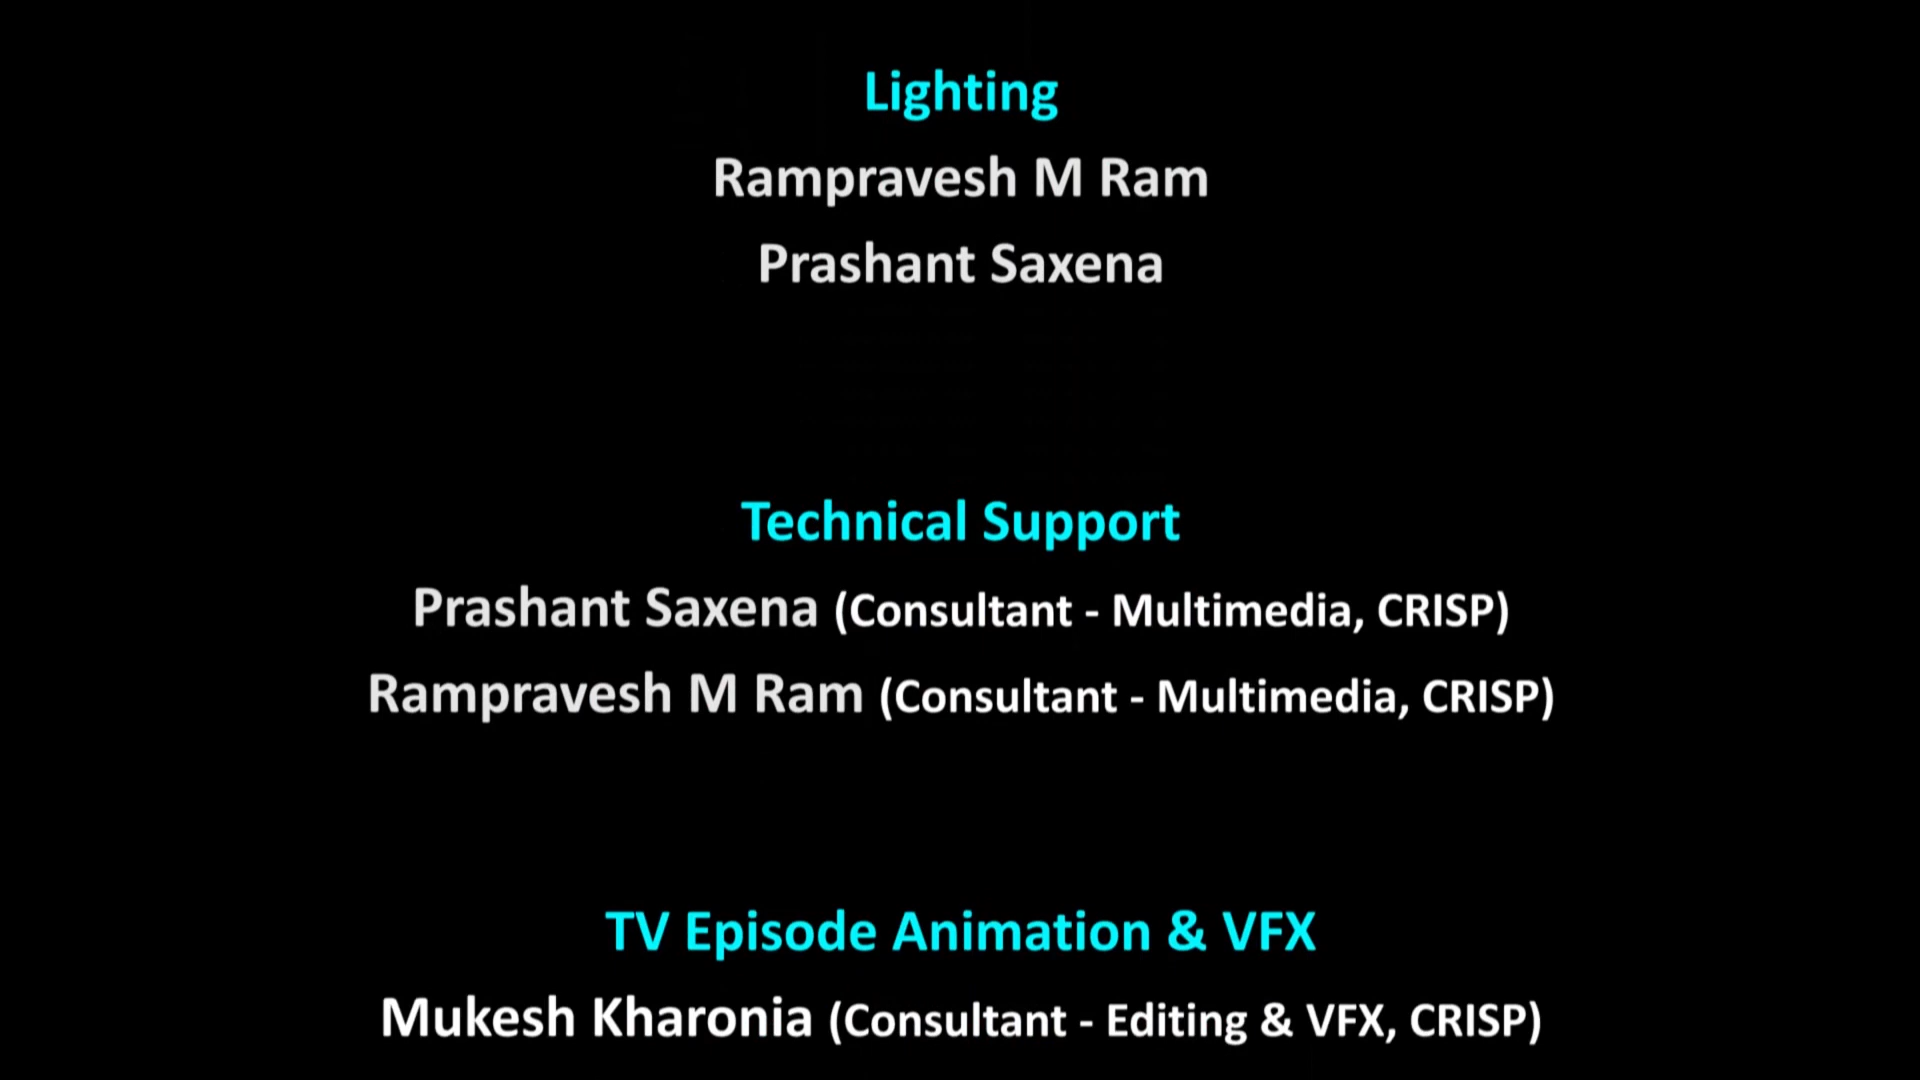 Lighting
Rampravesh M Ram
Prashant Saxena
Technical Support
Prashant Saxena (Consultant - Multimedia, CRISP)
Rampravesh M Ram (Consultant - Multimedia, CRISP)
TV Episode Animation & VFX
Mukesh Kharonia (Consultant - Editing & VFX, CRISP)